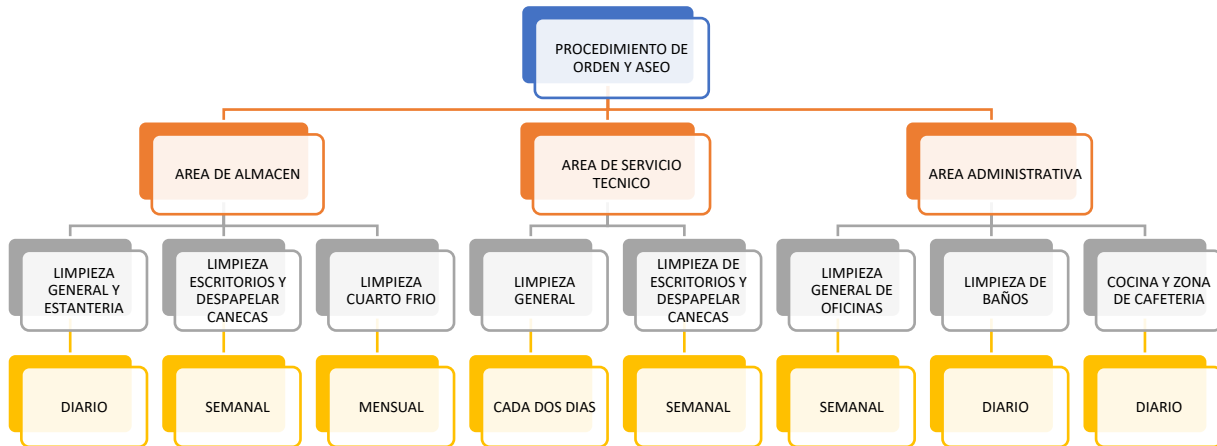 PROCEDIMIENTO DE
ORDEN Y ASEO
AREA DE ALMACEN
AREA DE SERVICIO
TECNICO
AREA ADMINISTRATIVA
LIMPIEZA
GENERAL Y
ESTANTERIA
LIMPIEZA
ESCRITORIOS Y
DESPAPELAR
CANECAS
LIMPIEZA
CUARTO FRIO
LIMPIEZA
GENERAL
LIMPIEZA DE
ESCRITORIOS Y
DESPAPELAR
CANECAS
LIMPIEZA
GENERAL DE
OFICINAS
LIMPIEZA DE
BAÑOS
COCINA Y ZONA
DE CAFETERIA
DIARIO
SEMANAL
MENSUAL
CADA DOS DIAS
SEMANAL
SEMANAL
DIARIO
DIARIO